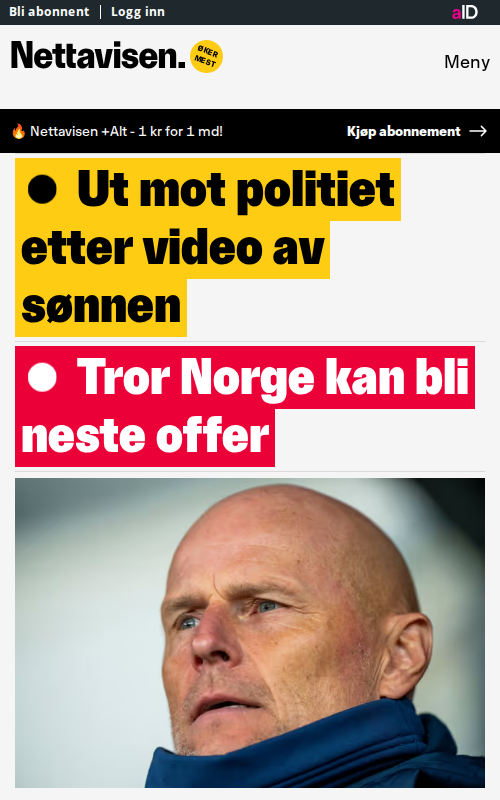 Bli abonnent | Logg inn
aID
Nettavisen.
ØKER
MEST
Meny
🔥 Nettavisen +Alt - 1 kr for 1 md!
Kjøp abonnement →
● Ut mot politiet
etter video av
sønnen
● Tror Norge kan bli
neste offer